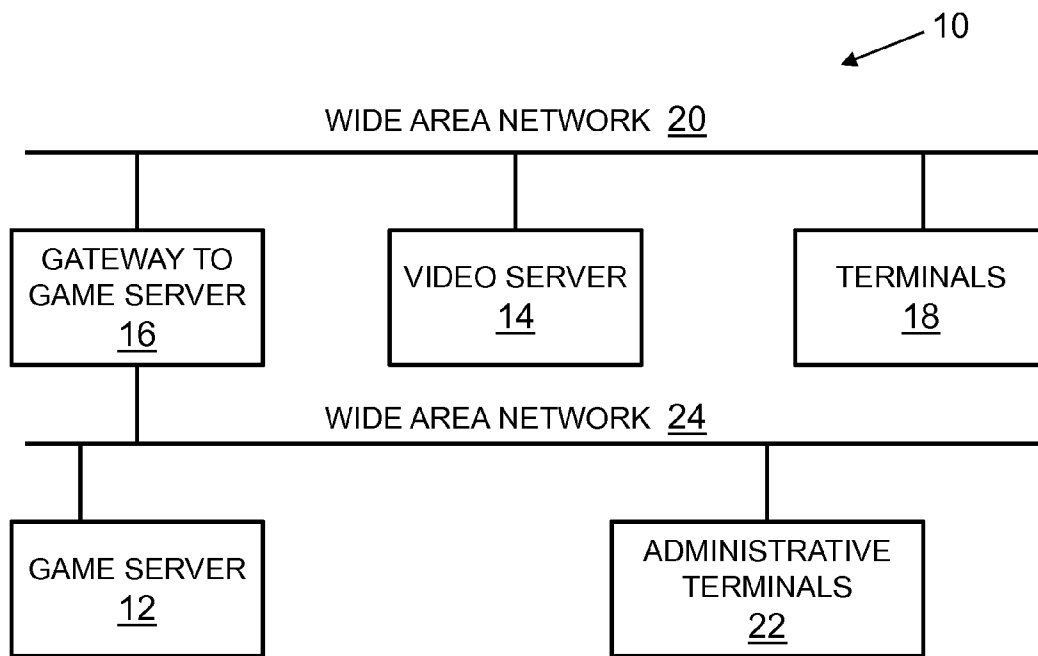 10
WIDE AREA NETWORK 20
GATEWAY TO
GAME SERVER
16
VIDEO SERVER
14
TERMINALS
18
WIDE AREA NETWORK 24
GAME SERVER
12
ADMINISTRATIVE
TERMINALS
22